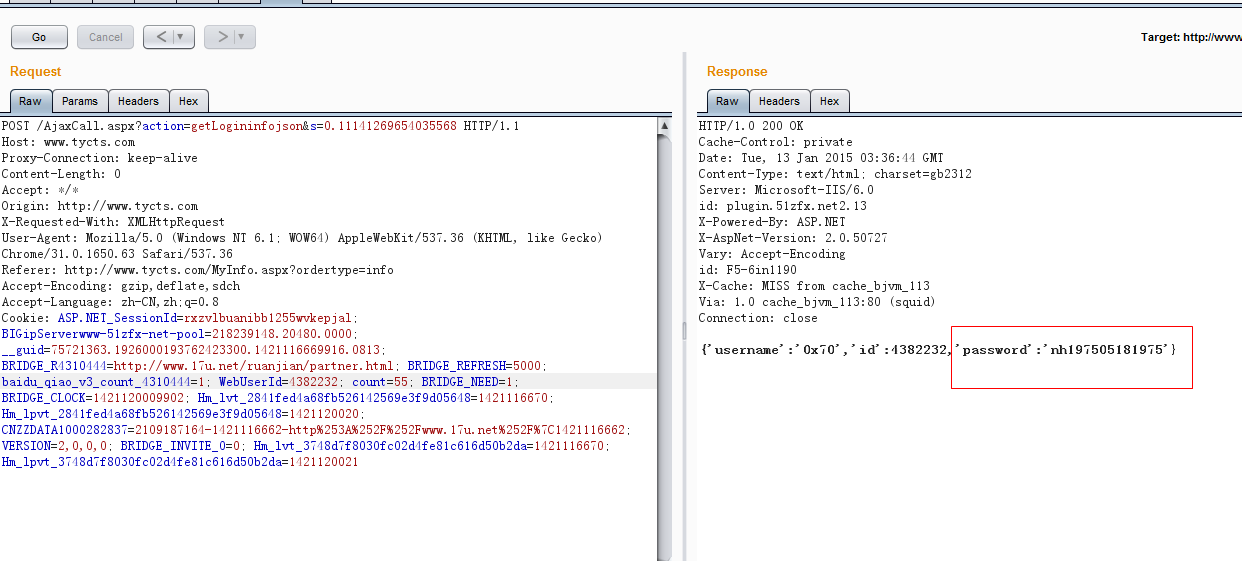 Go Cancel < > Target: http://www
Request
Raw Params Headers Hex
POST /AjaxCall.aspx?action=getLogininfojson&s=0.11141269654035568 HTTP/1.1
Host: www.tycts.com
Proxy-Connection: keep-alive
Content-Length: 0
Accept: */*
Origin: http://www.tycts.com
X-Requested-With: XMLHttpRequest
User-Agent: Mozilla/5.0 (Windows NT 6.1; WOW64) AppleWebKit/537.36 (KHTML, like Gecko)
Chrome/31.0.1650.63 Safari/537.36
Referer: http://www.tycts.com/MyInfo.aspx?ordertype=info
Accept-Encoding: gzip,deflate,sdch
Accept-Language: zh-CN,zh;q=0.8
Cookie: ASP.NET_SessionId=rxzvlbuanibb1255wvkepjal;
BIGipServerwww-51zfx-net-pool=218239148.20480.0000;
__guid=75721363.1926000193762423300.1421116669916.0813;
BRIDGE_R4310444=http://www.17u.net/ruanjian/partner.html; BRIDGE_REFRESH=5000;
baidu_qiao_v3_count_4310444=1; WebUserId=4382232; count=55; BRIDGE_NEED=1;
BRIDGE_CLOCK=1421120009902; Hm_lvt_2841fed4a68fb526142569e3f9d05648=1421116670;
Hm_lpvt_2841fed4a68fb526142569e3f9d05648=1421120020;
CNZZDATA1000282837=2109187164-1421116662-http%253A%252F%252Fwww.17u.net%252F%7C1421116662;
VERSION=2,0,0,0; BRIDGE_INVITE_0=0; Hm_lvt_3748d7f8030fc02d4fe81c616d50b2da=1421116670;
Hm_lpvt_3748d7f8030fc02d4fe81c616d50b2da=1421120021
Response
Raw Headers Hex
HTTP/1.0 200 OK
Cache-Control: private
Date: Tue, 13 Jan 2015 03:36:44 GMT
Content-Type: text/html; charset=gb2312
Server: Microsoft-IIS/6.0
id: plugin.51zfx.net2.13
X-Powered-By: ASP.NET
X-AspNet-Version: 2.0.50727
Vary: Accept-Encoding
id: F5-6in1190
X-Cache: MISS from cache_bjvm_113
Via: 1.0 cache_bjvm_113:80 (squid)
Connection: close
{'username':'0x70','id':4382232,'password':'nh197505181975'}